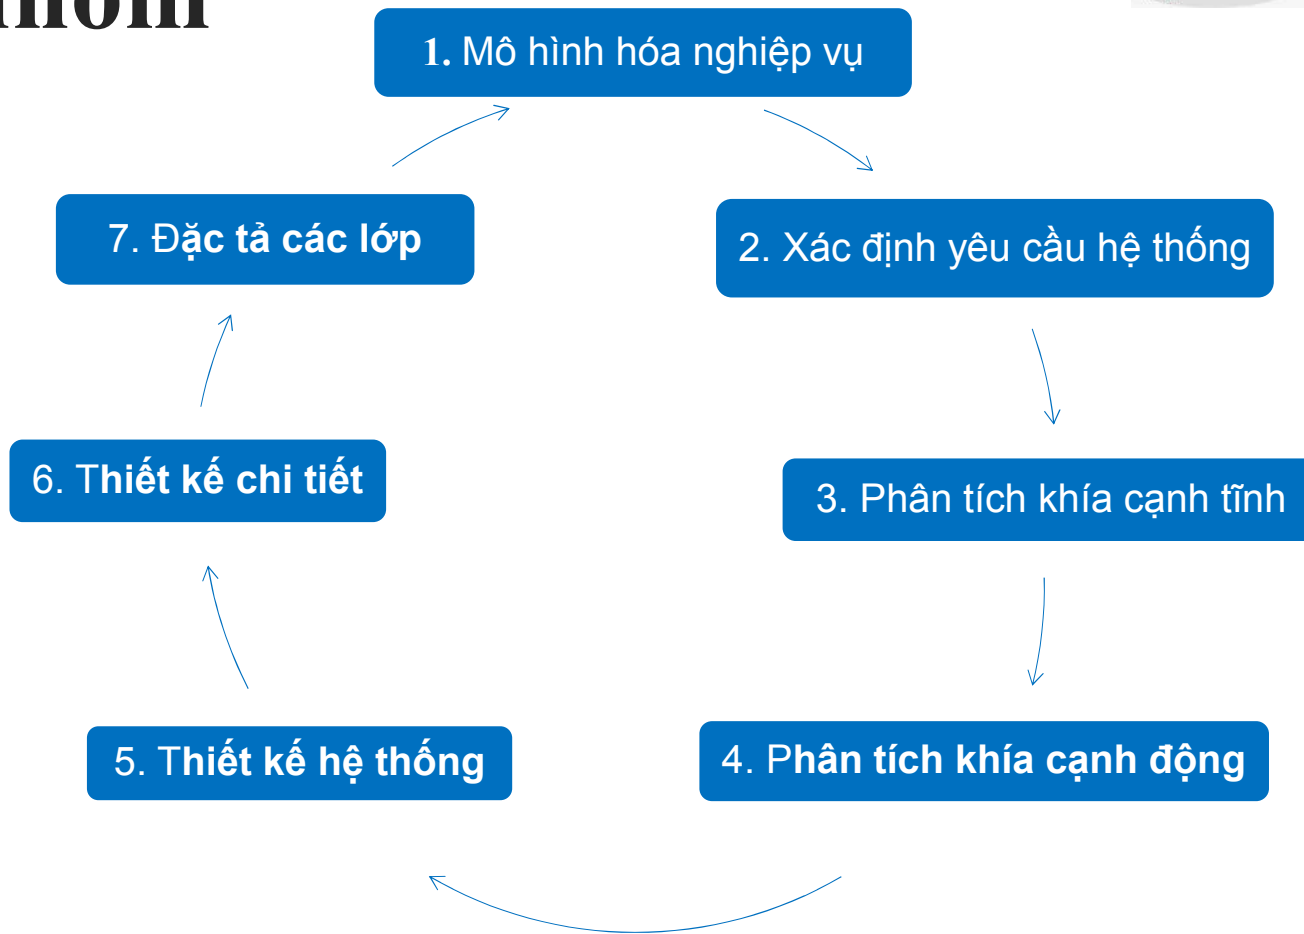 1. Mô hình hóa nghiệp vụ
2. Xác định yêu cầu hệ thống
3. Phân tích khía cạnh tĩnh
4. Phân tích khía cạnh động
5. Thiết kế hệ thống
6. Thiết kế chi tiết
7. Đặc tả các lớp